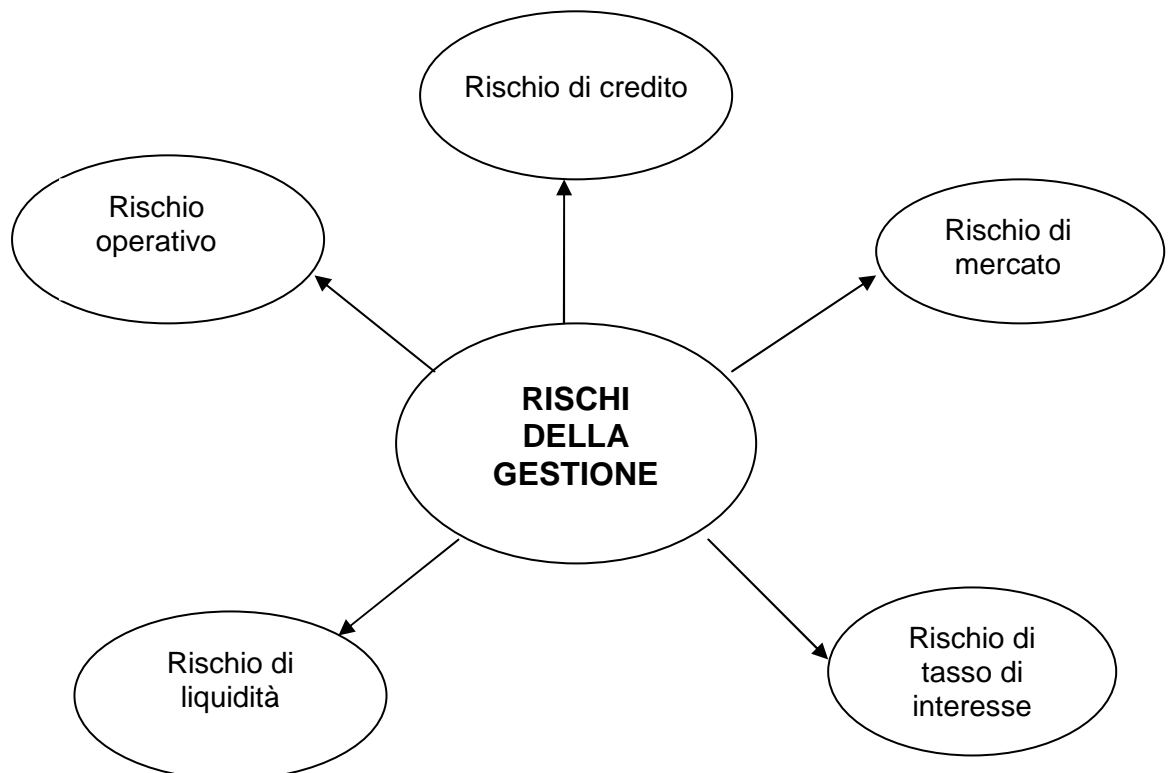 Rischio di credito
Rischio
operativo
Rischio di
mercato
RISCHI
DELLA
GESTIONE
Rischio di
liquidità
Rischio di
tasso di
interesse